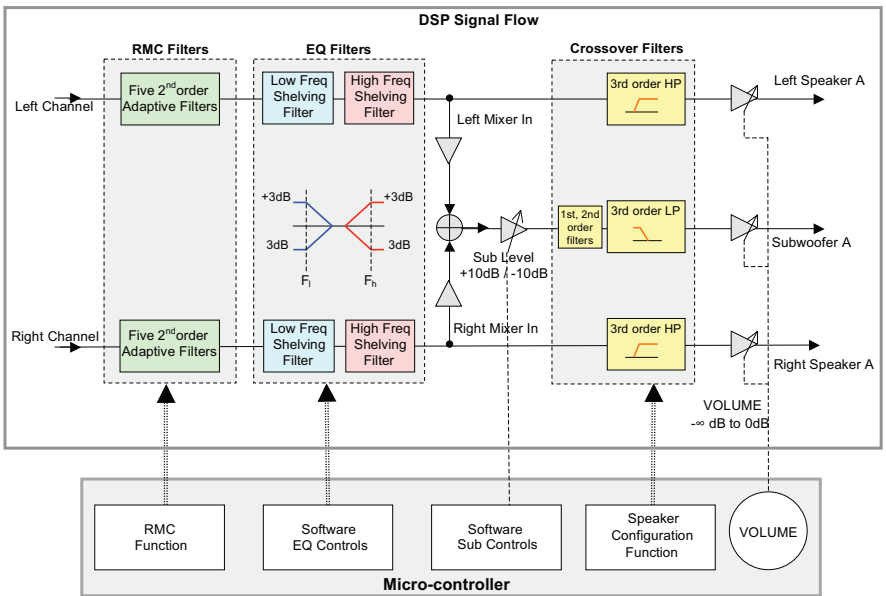 DSP Signal Flow
RMC Filters
EQ Filters
Crossover Filters
Left Channel
Five 2nd order
Adaptive Filters
Low Freq
Shelving
Filter
High Freq
Shelving
Filter
3rd order HP
Left Speaker A
Left Mixer In
+3dB
3dB
Fl
+3dB
3dB
Fh
Sub Level
+10dB / -10dB
1st, 2nd
order
filters
3rd order LP
Subwoofer A
Right Channel
Five 2nd order
Adaptive Filters
Low Freq
Shelving
Filter
High Freq
Shelving
Filter
Right Mixer In
3rd order HP
Right Speaker A
VOLUME
-∞ dB to 0dB
RMC
Function
Software
EQ Controls
Software
Sub Controls
Speaker
Configuration
Function
VOLUME
Micro-controller